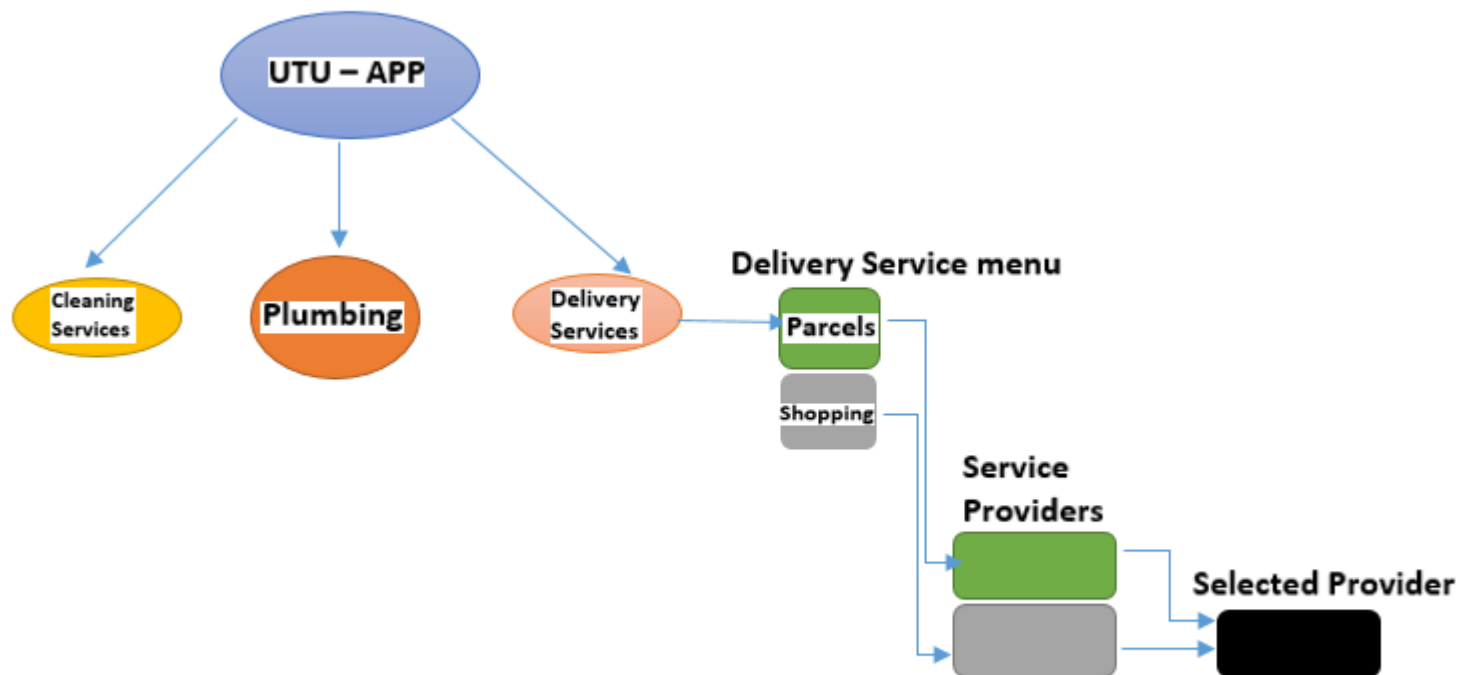 UTU – APP
Cleaning
Services
Plumbing
Delivery
Services
Delivery Service menu
Parcels
Shopping
Service
Providers
Selected Provider